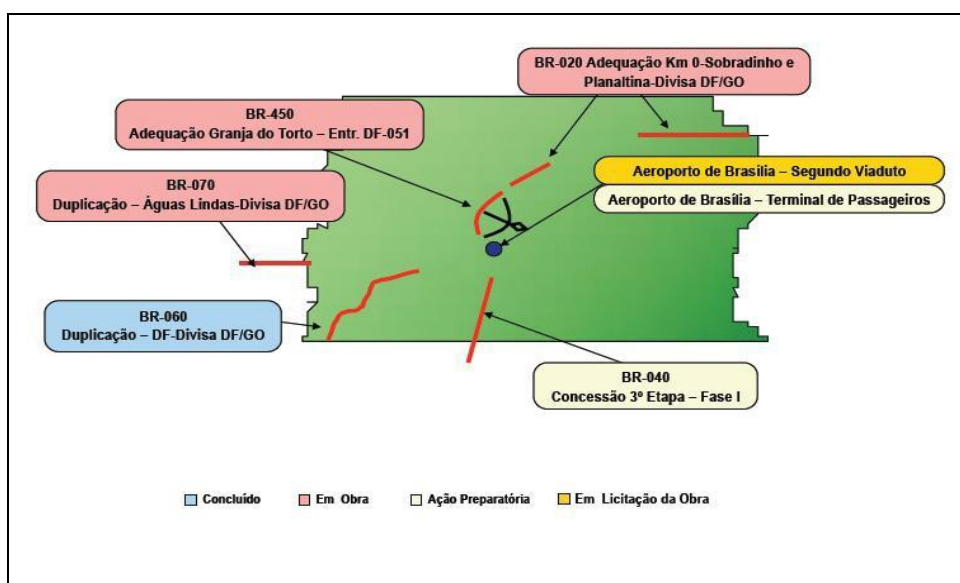 BR-020 Adequação Km 0-Sobradinho e
Planaltina-Divisa DF/GO
BR-450
Adequação Granja do Torto – Entr. DF-051
Aeroporto de Brasilia – Segundo Viaduto
BR-070
Duplicação – Águas Lindas-Divisa DF/GO
Aeroporto de Brasília – Terminal de Passageiros
BR-060
Duplicação – DF-Divisa DF/GO
BR-040
Concessão 3º Etapa – Fase I
Concluído
Em Obra
Ação Preparatória
Em Licitação da Obra